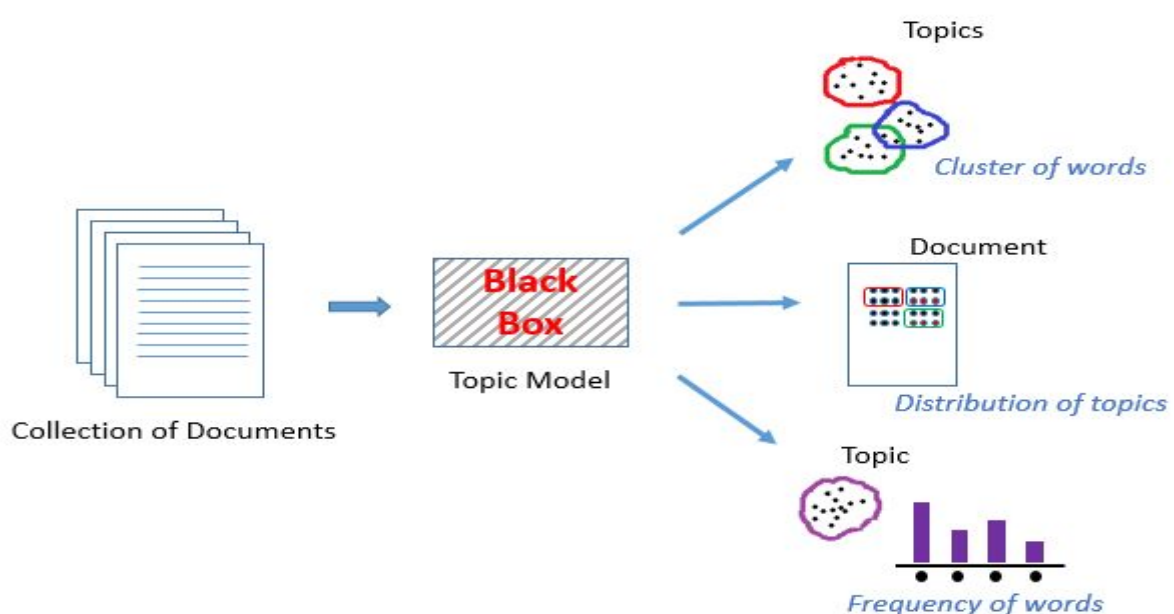 Topics
Cluster of words
Document
Black
Box
Topic Model
Distribution of topics
Collection of Documents
Topic
Frequency of words